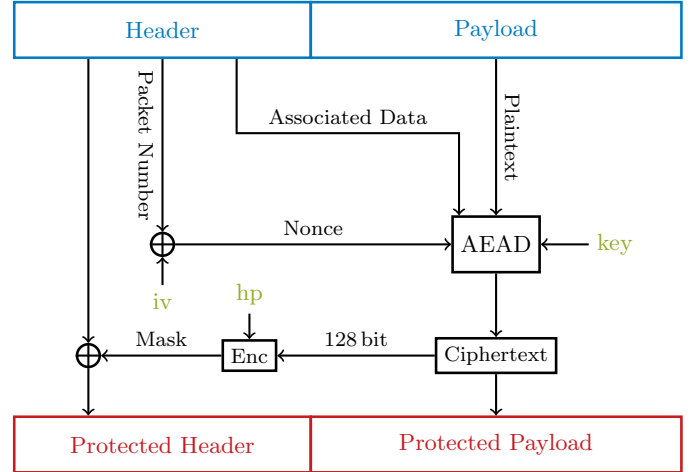 Header
Payload
Packet Number
Associated Data
Plaintext
Nonce
AEAD
key
iv
hp
Mask
Enc
128 bit
Ciphertext
Protected Header
Protected Payload